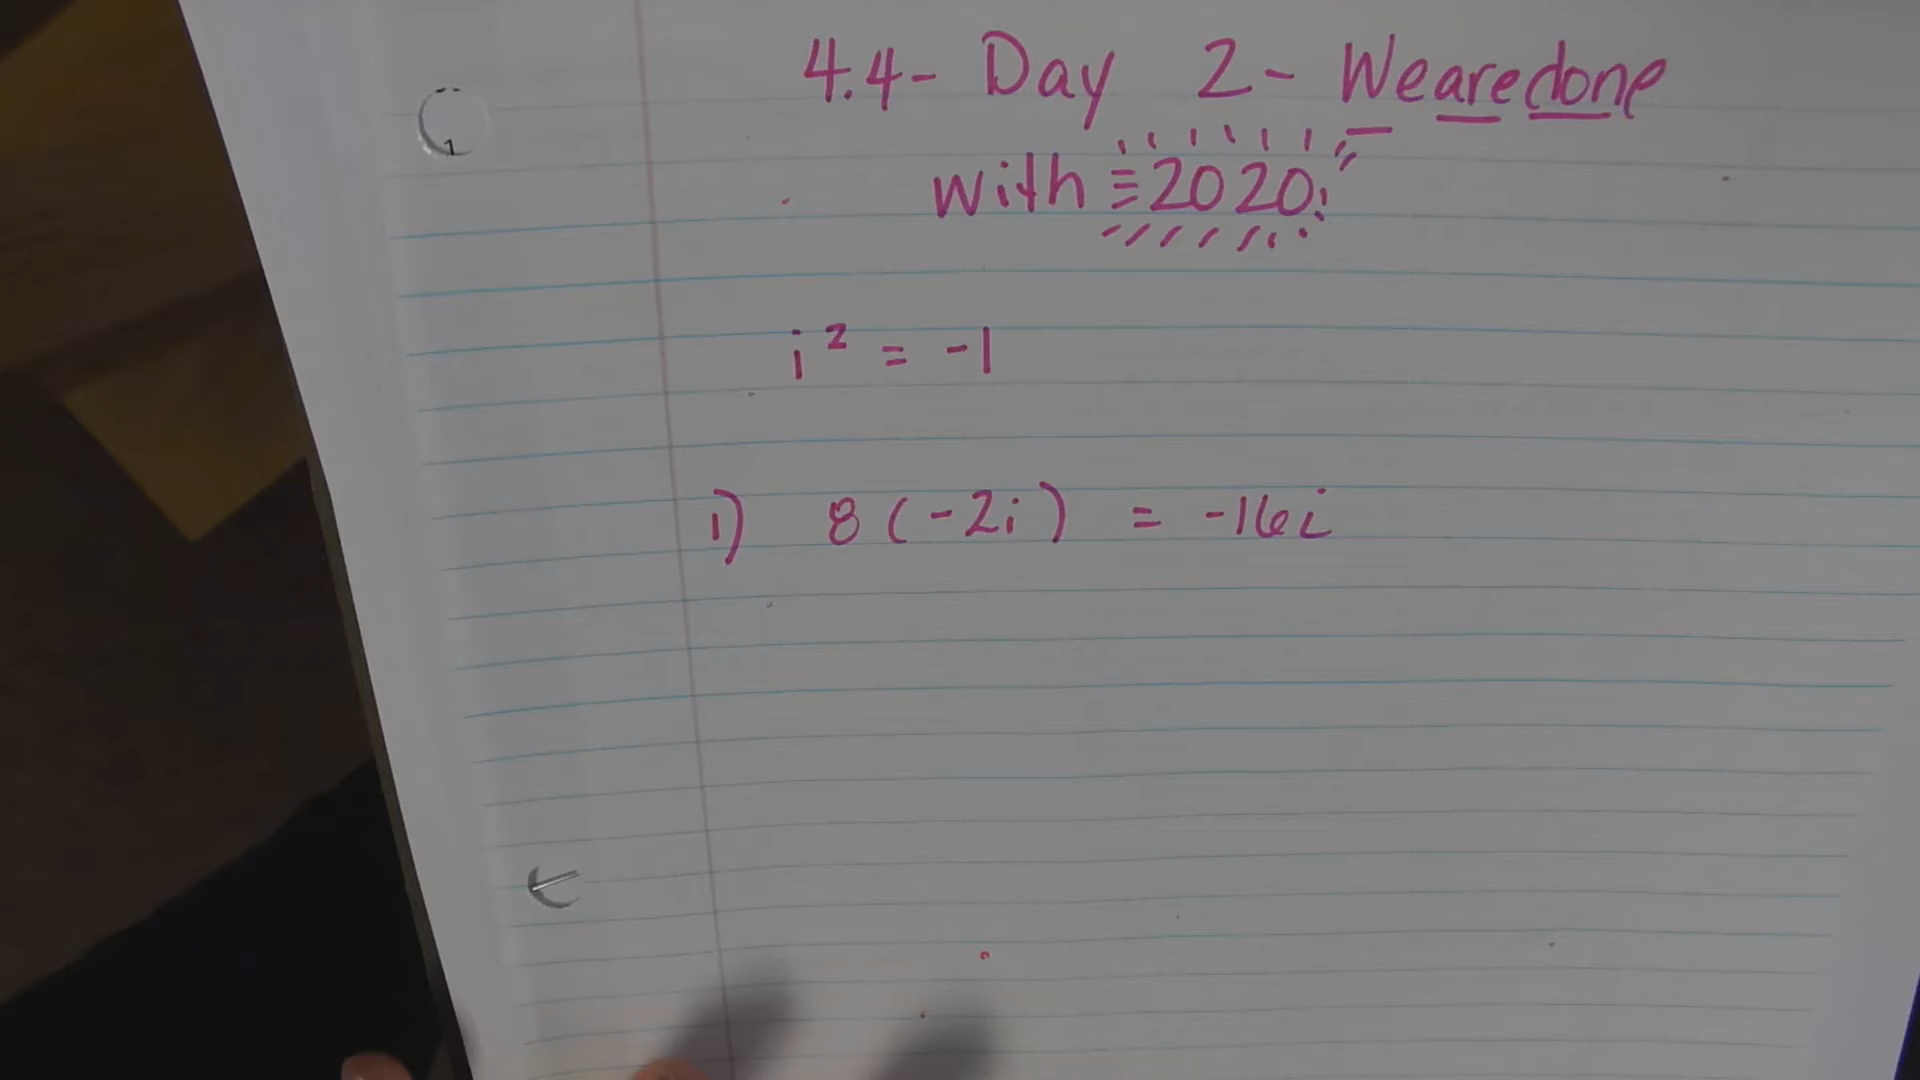 4.4- Day 2- Wearedone
with 2020!
i² = -1
1) 8(-2i) = -16i